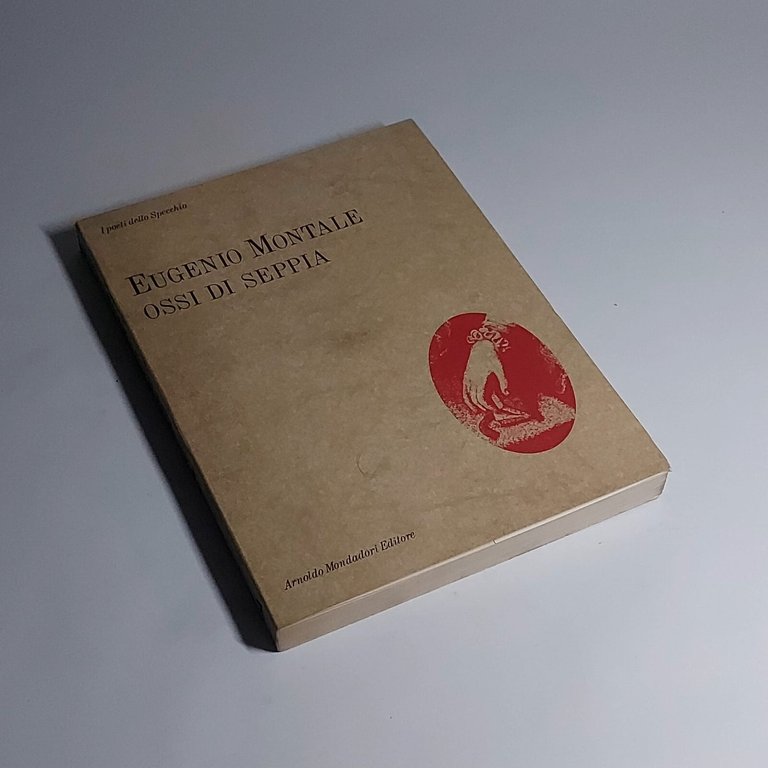 I poeti dello Specchio
EUGENIO MONTALE
OSSI DI SEPPIA
Arnoldo Mondadori Editore